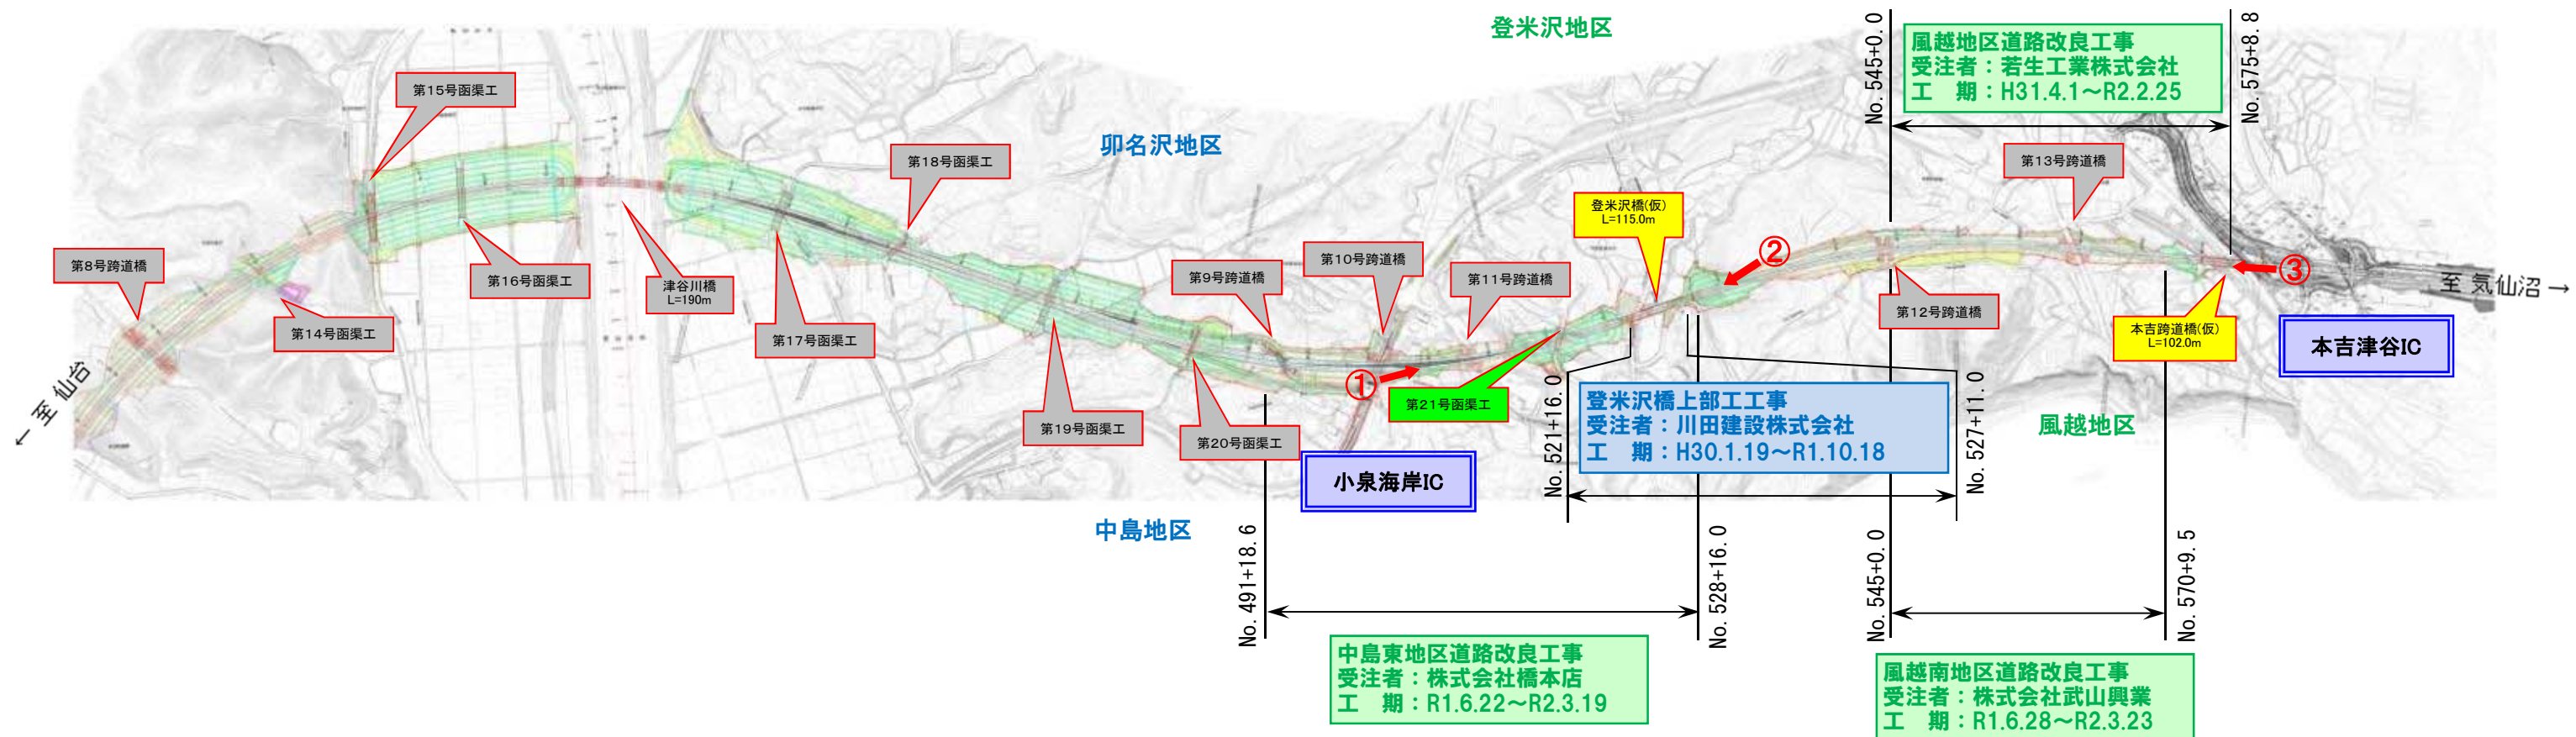 登米沢地区
No. 545+0.0
風越地区道路改良工事
受注者：若生工業株式会社
工　期：H31.4.1～R2.2.25
No. 575+8.8
第15号函渠工
卯名沢地区
第18号函渠工
第13号跨道橋
登米沢橋(仮)
L=115.0m
②
第8号跨道橋
第16号函渠工
津谷川橋
L=190m
第9号跨道橋
第10号跨道橋
第11号跨道橋
③
至 気仙沼 →
第14号函渠工
第17号函渠工
第12号跨道橋
本吉跨道橋(仮)
L=102.0m
本吉津谷IC
← 至 仙台
①
第21号函渠工
第19号函渠工
第20号函渠工
No. 521+16.0
登米沢橋上部工工事
受注者：川田建設株式会社
工　期：H30.1.19～R1.10.18
No. 527+11.0
風越地区
小泉海岸IC
中島地区
No. 491+18.6
No. 528+16.0
No. 545+0.0
No. 570+9.5
中島東地区道路改良工事
受注者：株式会社橋本店
工　期：R1.6.22～R2.3.19
風越南地区道路改良工事
受注者：株式会社武山興業
工　期：R1.6.28～R2.3.23